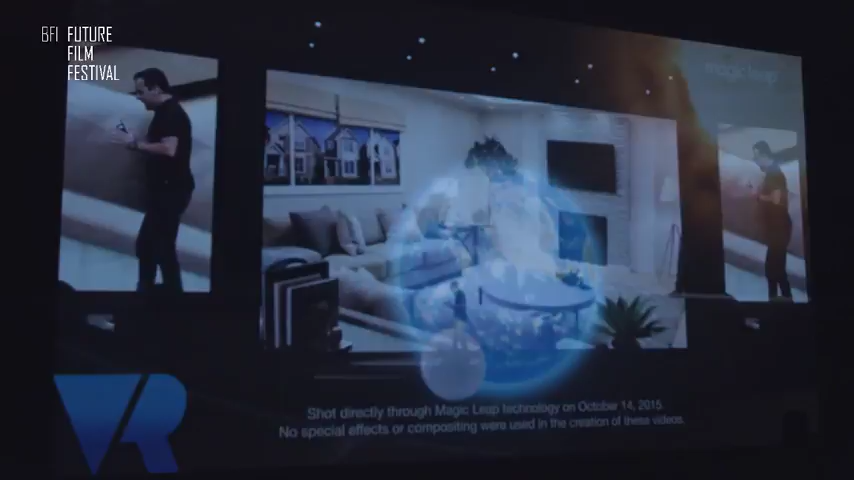 BFI FUTURE
FILM
FESTIVAL
magic leap
VR
Shot directly through Magic Leap technology on October 14, 2015.
No special effects or compositing were used in the creation of these videos.